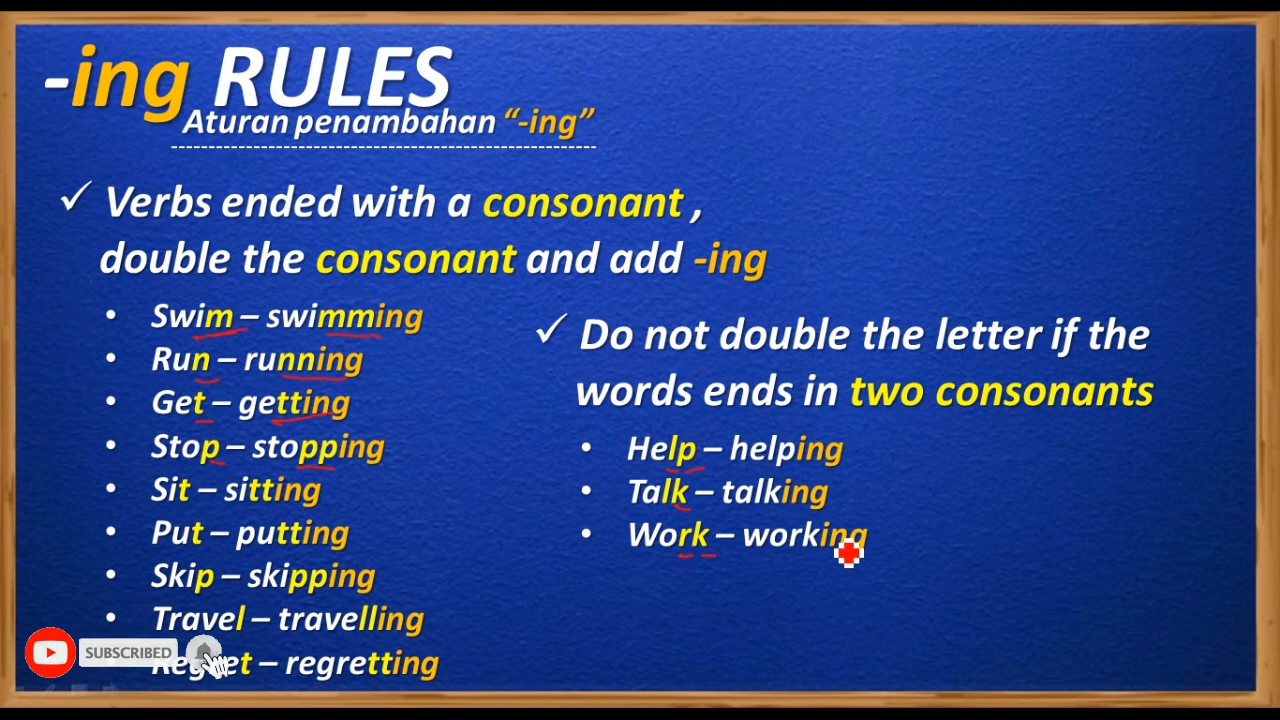 -ing RULES
Aturan penambahan “-ing”
✓ Verbs ended with a consonant ,
double the consonant and add -ing
• Swim – swimming
• Run – running
• Get – getting
• Stop – stopping
• Sit – sitting
• Put – putting
• Skip – skipping
• Travel – travelling
• Regret – regretting
✓ Do not double the letter if the
words ends in two consonants
• Help – helping
• Talk – talking
• Work – working
SUBSCRIBED